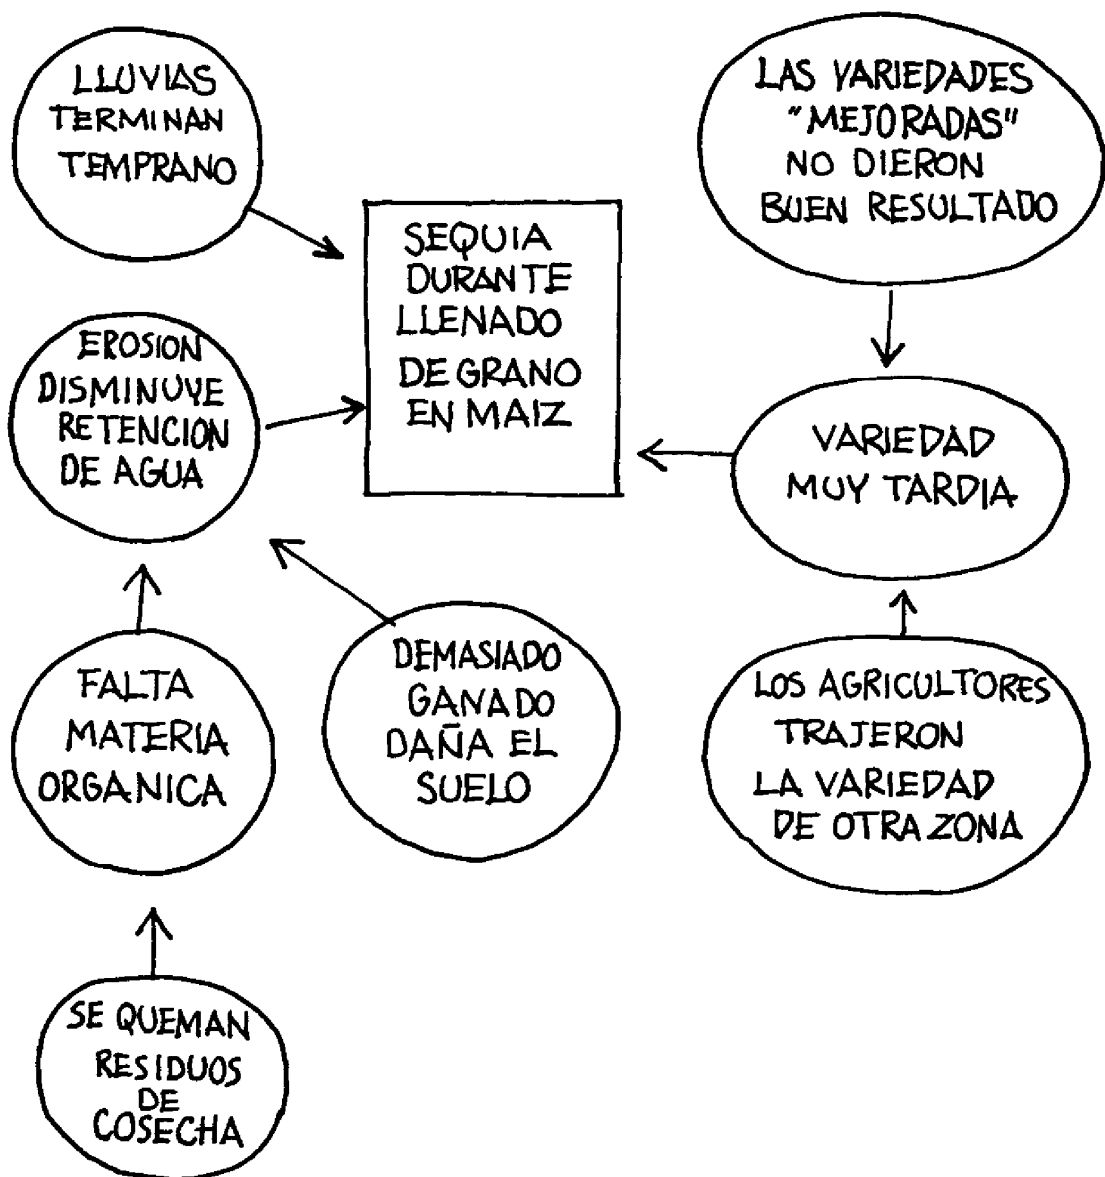 LLUVIAS
TERMINAN
TEMPRANO
LAS VARIEDADES
"MEJORADAS"
NO DIERON
BUEN RESULTADO
SEQUIA
DURANTE
LLENADO
DE GRANO
EN MAIZ
EROSION
DISMINUYE
RETENCION
DE AGUA
VARIEDAD
MUY TARDIA
FALTA
MATERIA
ORGANICA
DEMASIADO
GANADO
DAÑA EL
SUELO
LOS AGRICULTORES
TRAJERON
LA VARIEDAD
DE OTRA ZONA
SE QUEMAN
RESIDUOS
DE
COSECHA